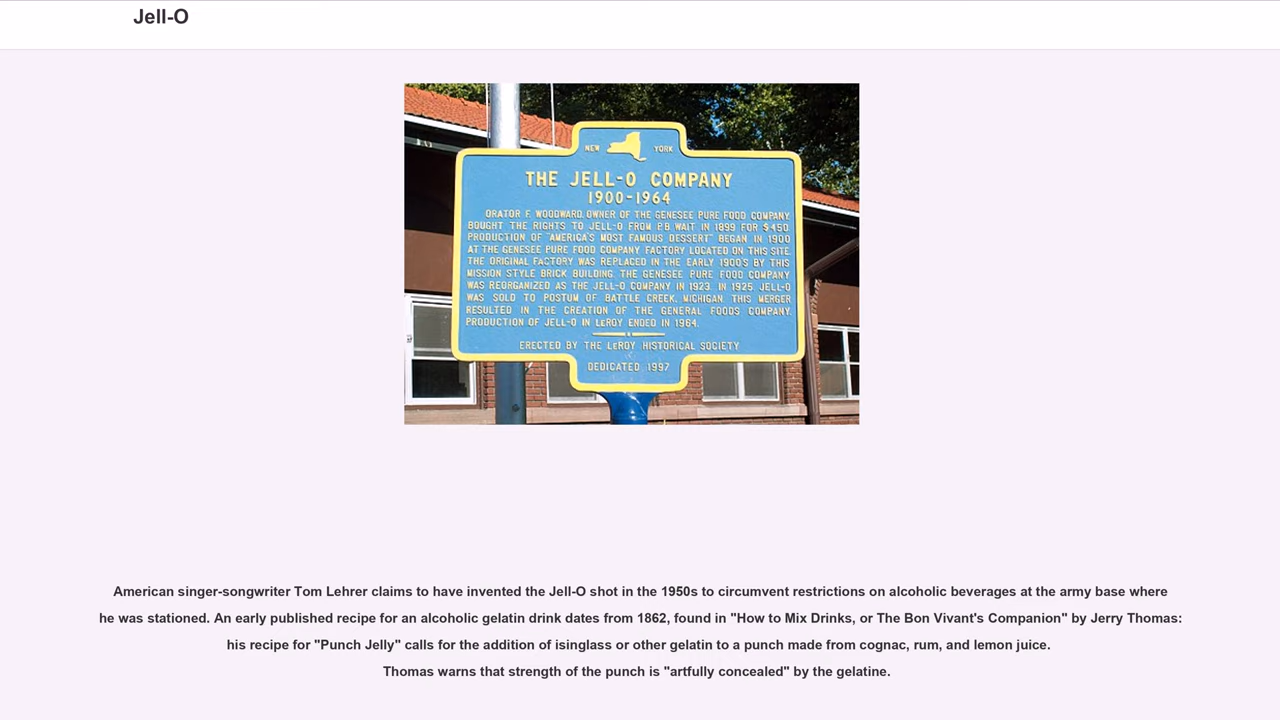 Jell-O
NEW YORK
THE JELL-O COMPANY
1900-1964
ORATOR F. WOODWARD, OWNER OF THE GENESEE PURE FOOD COMPANY,
BOUGHT THE RIGHTS TO JELL-O FROM P.B. WAIT IN 1899 FOR $450.
PRODUCTION OF "AMERICA'S MOST FAMOUS DESSERT" BEGAN IN 1900
AT THE GENESEE PURE FOOD COMPANY FACTORY LOCATED ON THIS SITE.
THE ORIGINAL FACTORY WAS REPLACED IN THE EARLY 1900'S BY THIS
MISSION STYLE BRICK BUILDING. THE GENESEE PURE FOOD COMPANY
WAS REORGANIZED AS THE JELL-O COMPANY IN 1923. IN 1925, JELL-O
WAS SOLD TO POSTUM OF BATTLE CREEK, MICHIGAN. THIS MERGER
RESULTED IN THE CREATION OF THE GENERAL FOODS COMPANY.
PRODUCTION OF JELL-O IN LeROY ENDED IN 1964.
ERECTED BY THE LeROY HISTORICAL SOCIETY
DEDICATED 1997
American singer-songwriter Tom Lehrer claims to have invented the Jell-O shot in the 1950s to circumvent restrictions on alcoholic beverages at the army base where
he was stationed. An early published recipe for an alcoholic gelatin drink dates from 1862, found in "How to Mix Drinks, or The Bon Vivant's Companion" by Jerry Thomas:
his recipe for "Punch Jelly" calls for the addition of isinglass or other gelatin to a punch made from cognac, rum, and lemon juice.
Thomas warns that strength of the punch is "artfully concealed" by the gelatine.